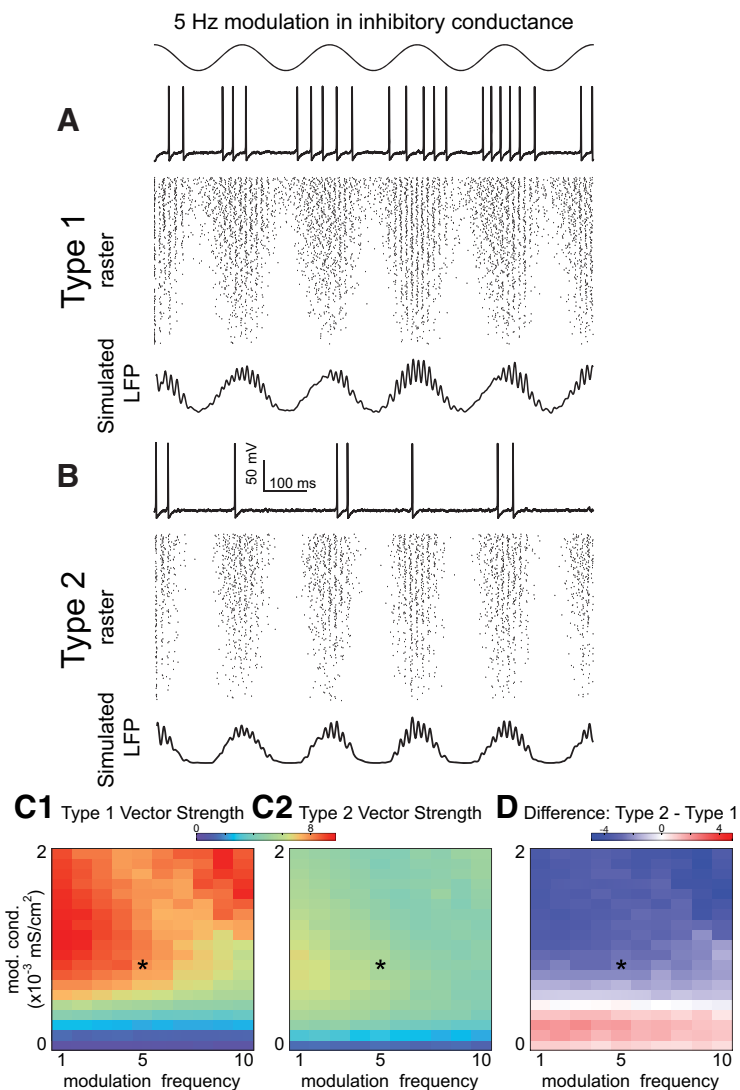 5 Hz modulation in inhibitory conductance
A
Type 1
raster
Simulated
LFP
B
50 mV
100 ms
Type 2
raster
Simulated
LFP
C1 Type 1 Vector Strength
0 8
C2 Type 2 Vector Strength
D Difference: Type 2 - Type 1
-4 0 4
mod. cond.
(x10⁻³ mS/cm²)
2
0
*
1 5 10
modulation frequency
2
0
*
1 5 10
modulation frequency
2
0
*
1 5 10
modulation frequency